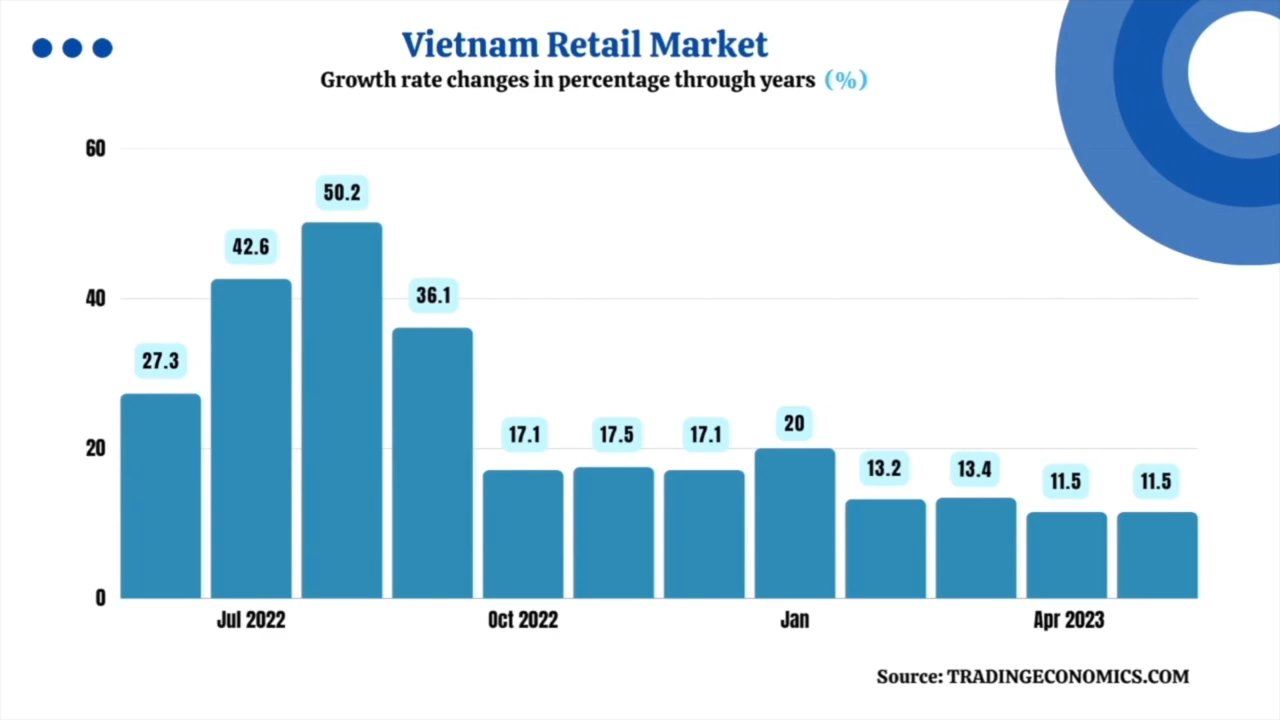 Vietnam Retail Market
Growth rate changes in percentage through years (%)
60
40
20
0
27.3
42.6
50.2
36.1
17.1
17.5
17.1
20
13.2
13.4
11.5
11.5
Jul 2022
Oct 2022
Jan
Apr 2023
Source: TRADINGECONOMICS.COM